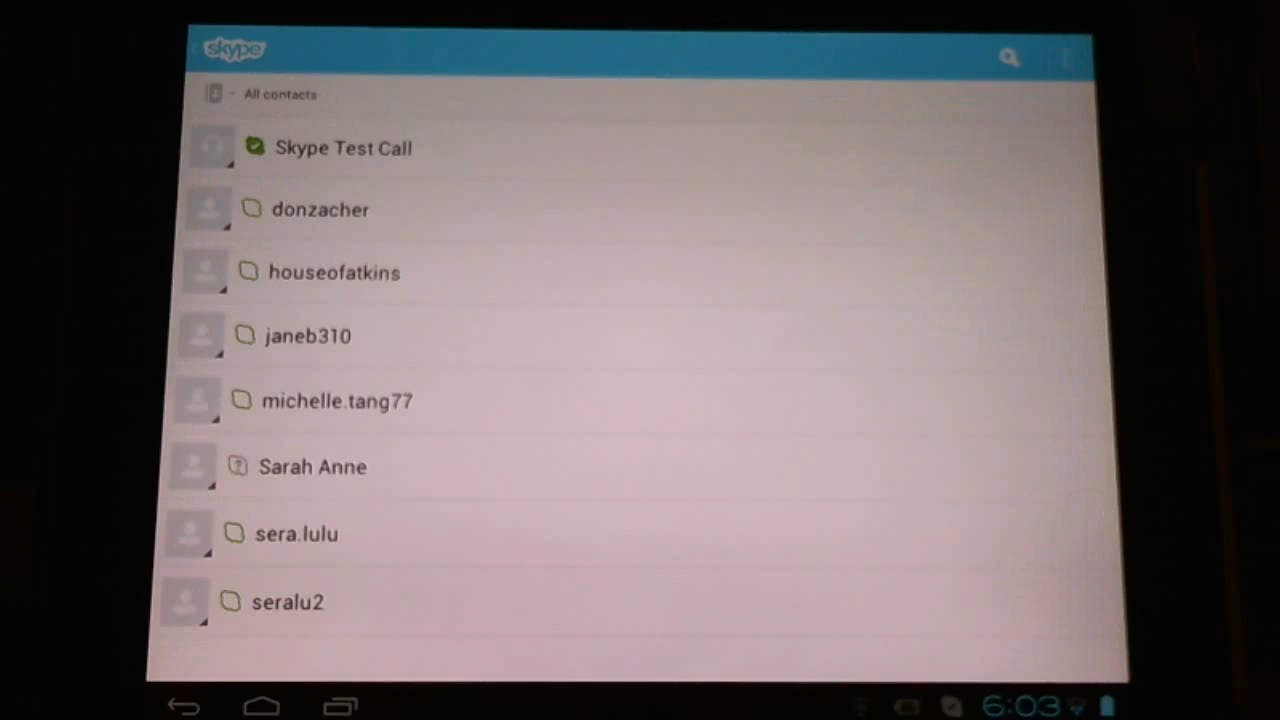 skype
All contacts
Skype Test Call
donzacher
houseofatkins
janeb310
michelle.tang77
? Sarah Anne
sera.lulu
seralu2
6:03